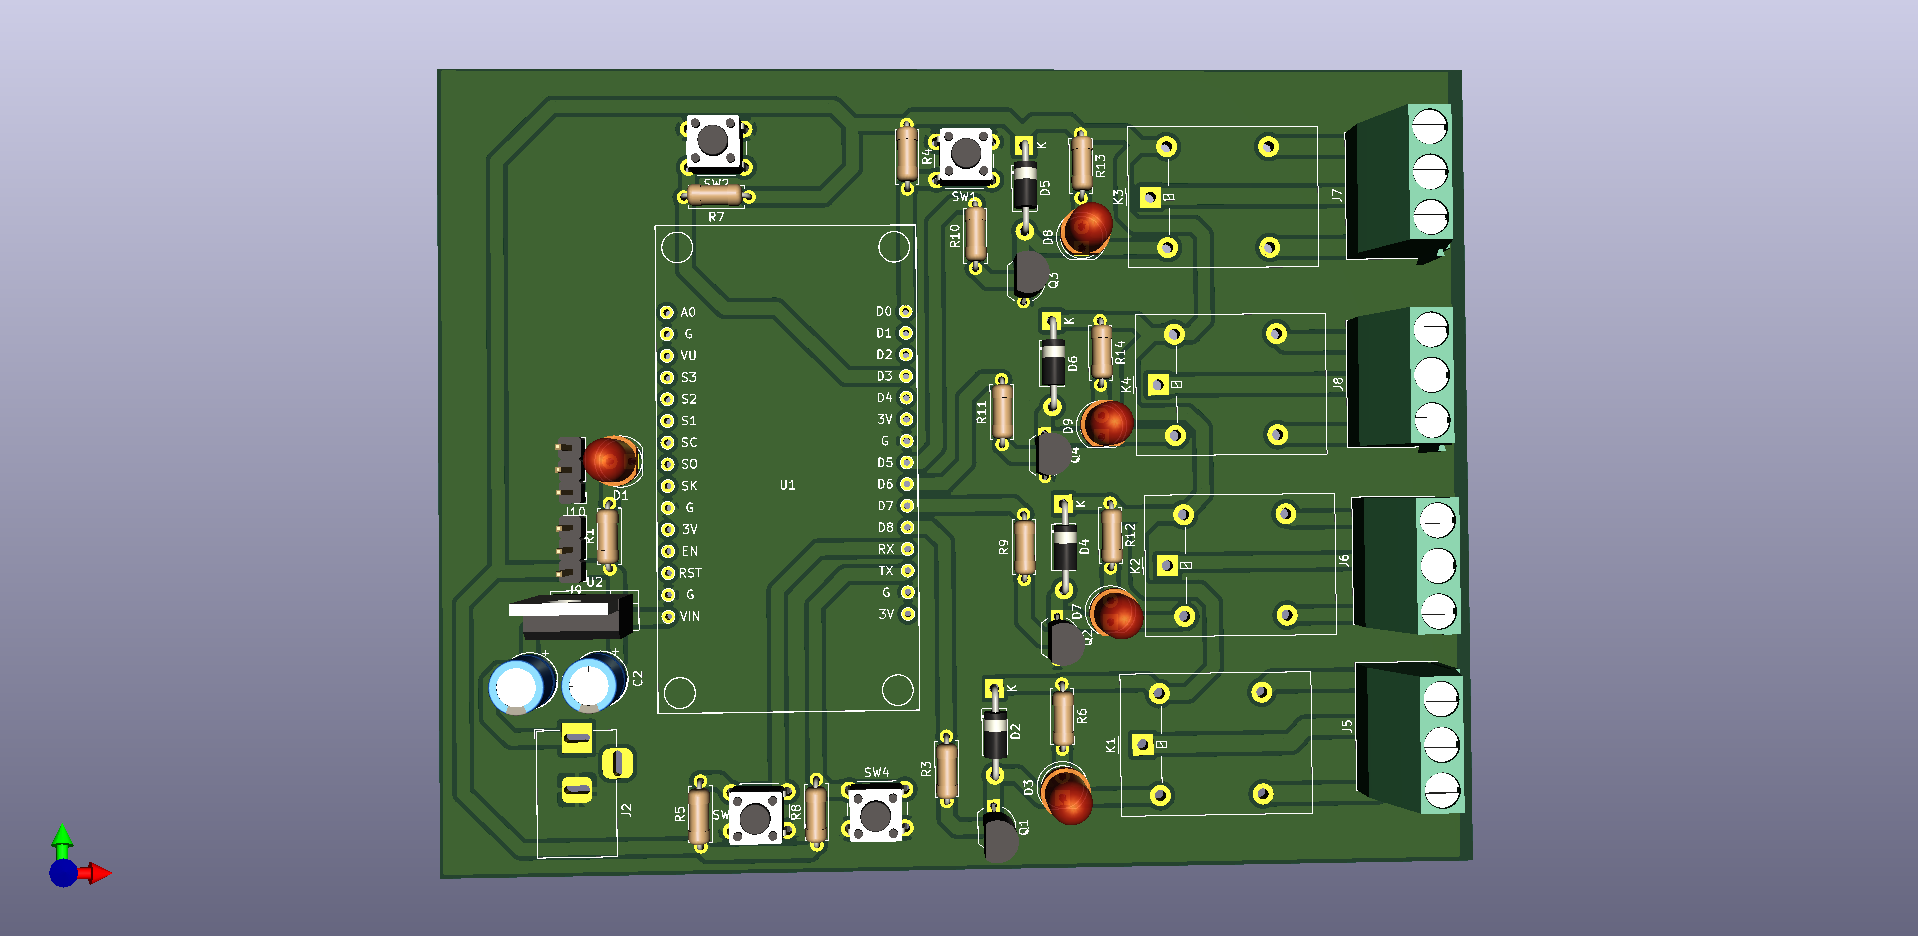 SW2
R7
R4
SW1
K
D5
R13
K3
J7
R10
D8
Q3
A0
G
VU
S3
S2
S1
SC
SO
SK
G
3V
EN
RST
G
VIN
D0
D1
D2
D3
D4
3V
G
D5
D6
D7
D8
RX
TX
G
3V
U1
K
D6
R14
K4
J8
R11
D9
Q4
D1
J10
R1
U2
J9
K
D4
R12
K2
J6
R9
D7
Q2
+
+
C2
K
D2
R6
K1
J5
R3
D3
Q1
J2
R5
SW
R8
SW4